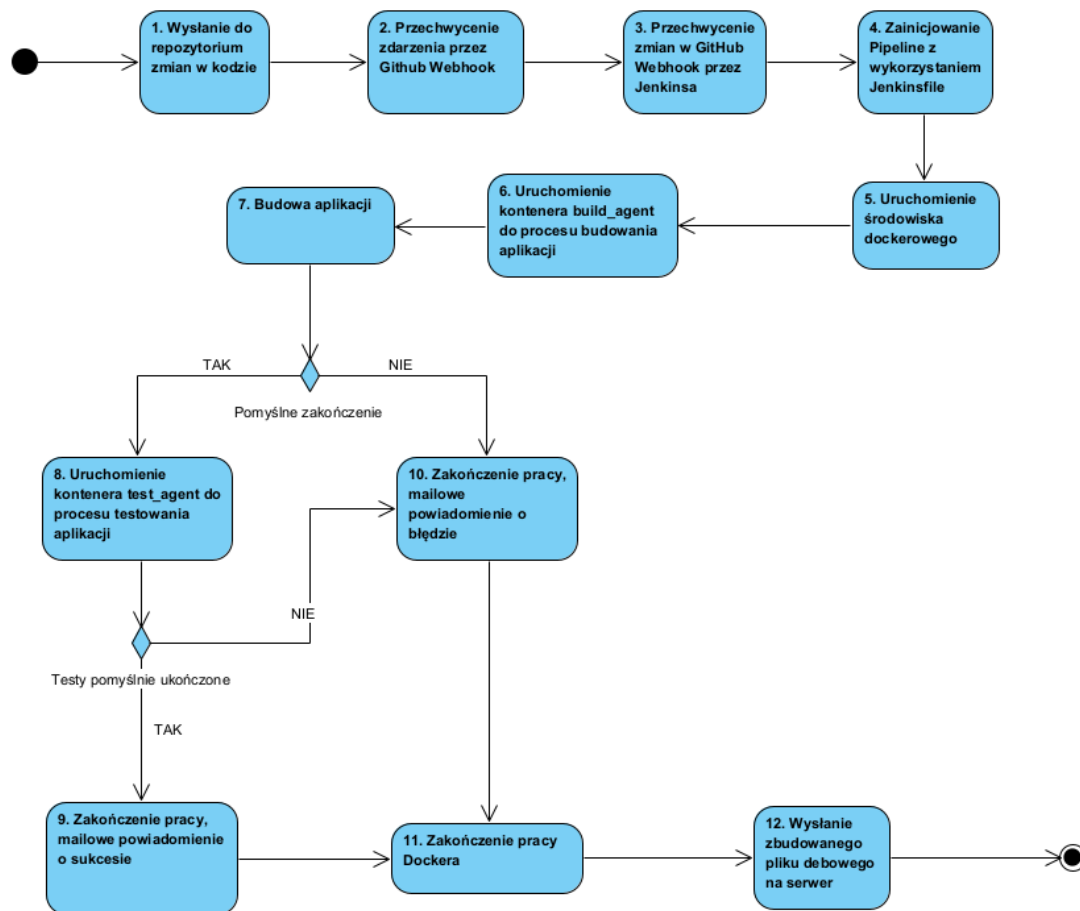 1. Wysłanie do
repozytorium
zmian w kodzie
2. Przechwycenie
zdarzenia przez
Github Webhook
3. Przechwycenie
zmian w GitHub
Webhook przez
Jenkinsa
4. Zainicjowanie
Pipeline z
wykorzystaniem
Jenkinsfile
5. Uruchomienie
środowiska
dockerowego
6. Uruchomienie
kontenera build_agent
do procesu budowania
aplikacji
7. Budowa aplikacji
TAK
NIE
Pomyślne zakończenie
8. Uruchomienie
kontenera test_agent do
procesu testowania
aplikacji
10. Zakończenie pracy,
mailowe
powiadomienie o
błędzie
NIE
Testy pomyślnie ukończone
TAK
9. Zakończenie pracy,
mailowe powiadomienie
o sukcesie
11. Zakończenie pracy
Dockera
12. Wysłanie
zbudowanego
pliku debowego
na serwer